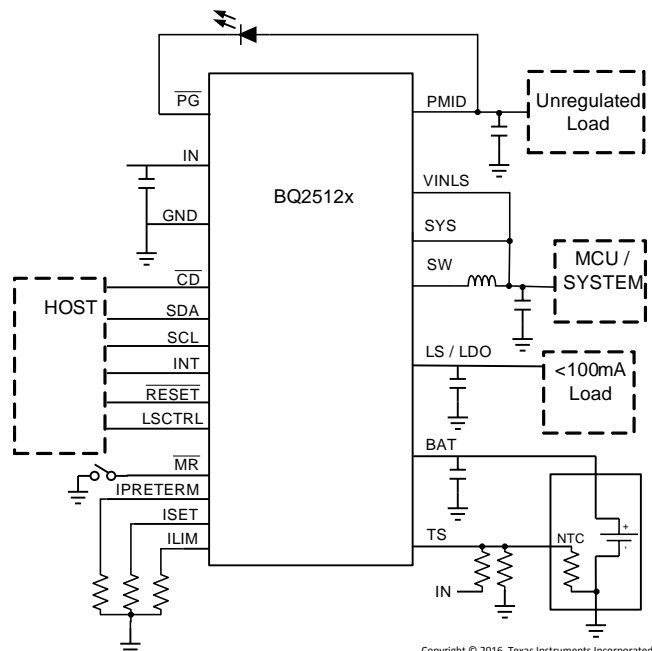 PG
PMID
Unregulated
Load
IN
VINLS
BQ2512x
GND
SYS
SW
MCU /
SYSTEM
CD
HOST
SDA
SCL
INT
LS / LDO
<100mA
Load
RESET
LSCTRL
MR
BAT
IPRETERM
ISET
TS
NTC
+
-
ILIM
IN
Copyright © 2016, Texas Instruments Incorporated